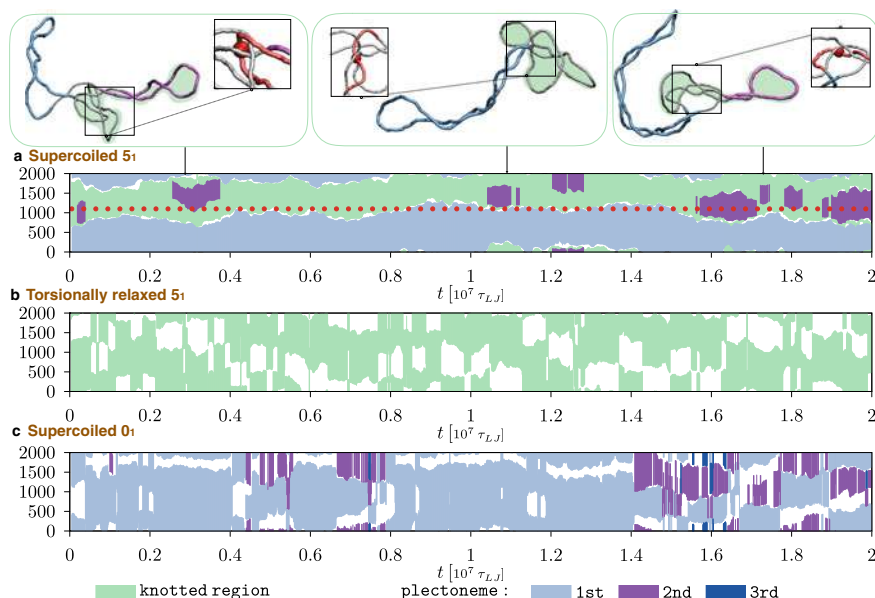 a Supercoiled 5₁
2000
1500
1000
500
0
0 0.2 0.4 0.6 0.8 1 1.2 1.4 1.6 1.8 2
t [10⁷ τ_LJ]
b Torsionally relaxed 5₁
2000
1500
1000
500
0
0 0.2 0.4 0.6 0.8 1 1.2 1.4 1.6 1.8 2
t [10⁷ τ_LJ]
c Supercoiled 0₁
2000
1500
1000
500
0
0 0.2 0.4 0.6 0.8 1 1.2 1.4 1.6 1.8 2
t [10⁷ τ_LJ]
knotted region plectoneme : 1st 2nd 3rd